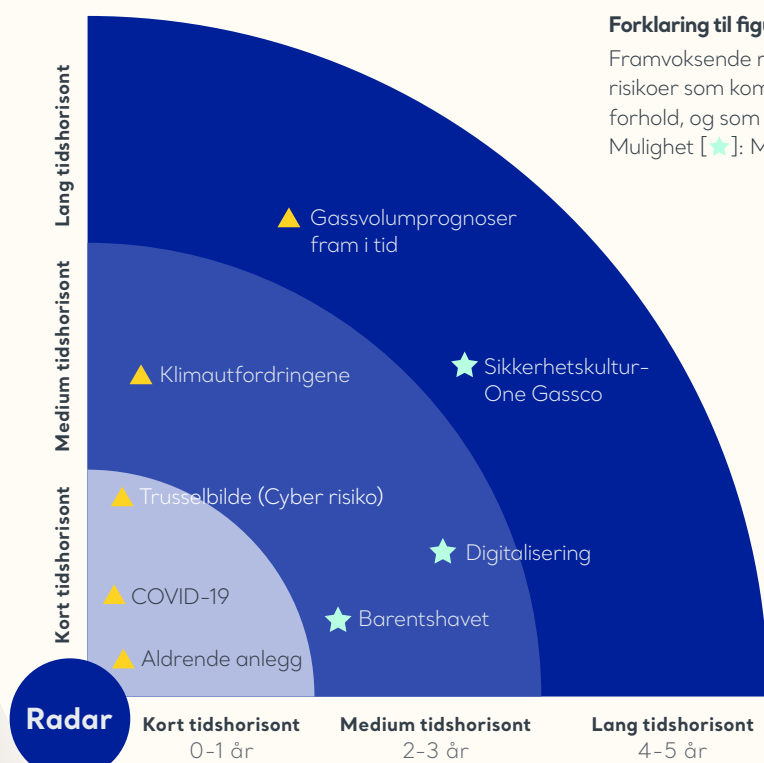 Forklaring til
Framvoksende
risikoer som
forhold, og som
Mulighet [★]:
Lang tidshorisont
Medium tidshorisont
Kort tidshorisont
Gassvolumprognoser
fram i tid
Klimautfordringene
Sikkerhetskultur-
One Gassco
Trusselbilde (Cyber risiko)
Digitalisering
COVID-19
Barentshavet
Aldrende anlegg
Radar
Kort tidshorisont
0-1 år
Medium tidshorisont
2-3 år
Lang tidshorisont
4-5 år